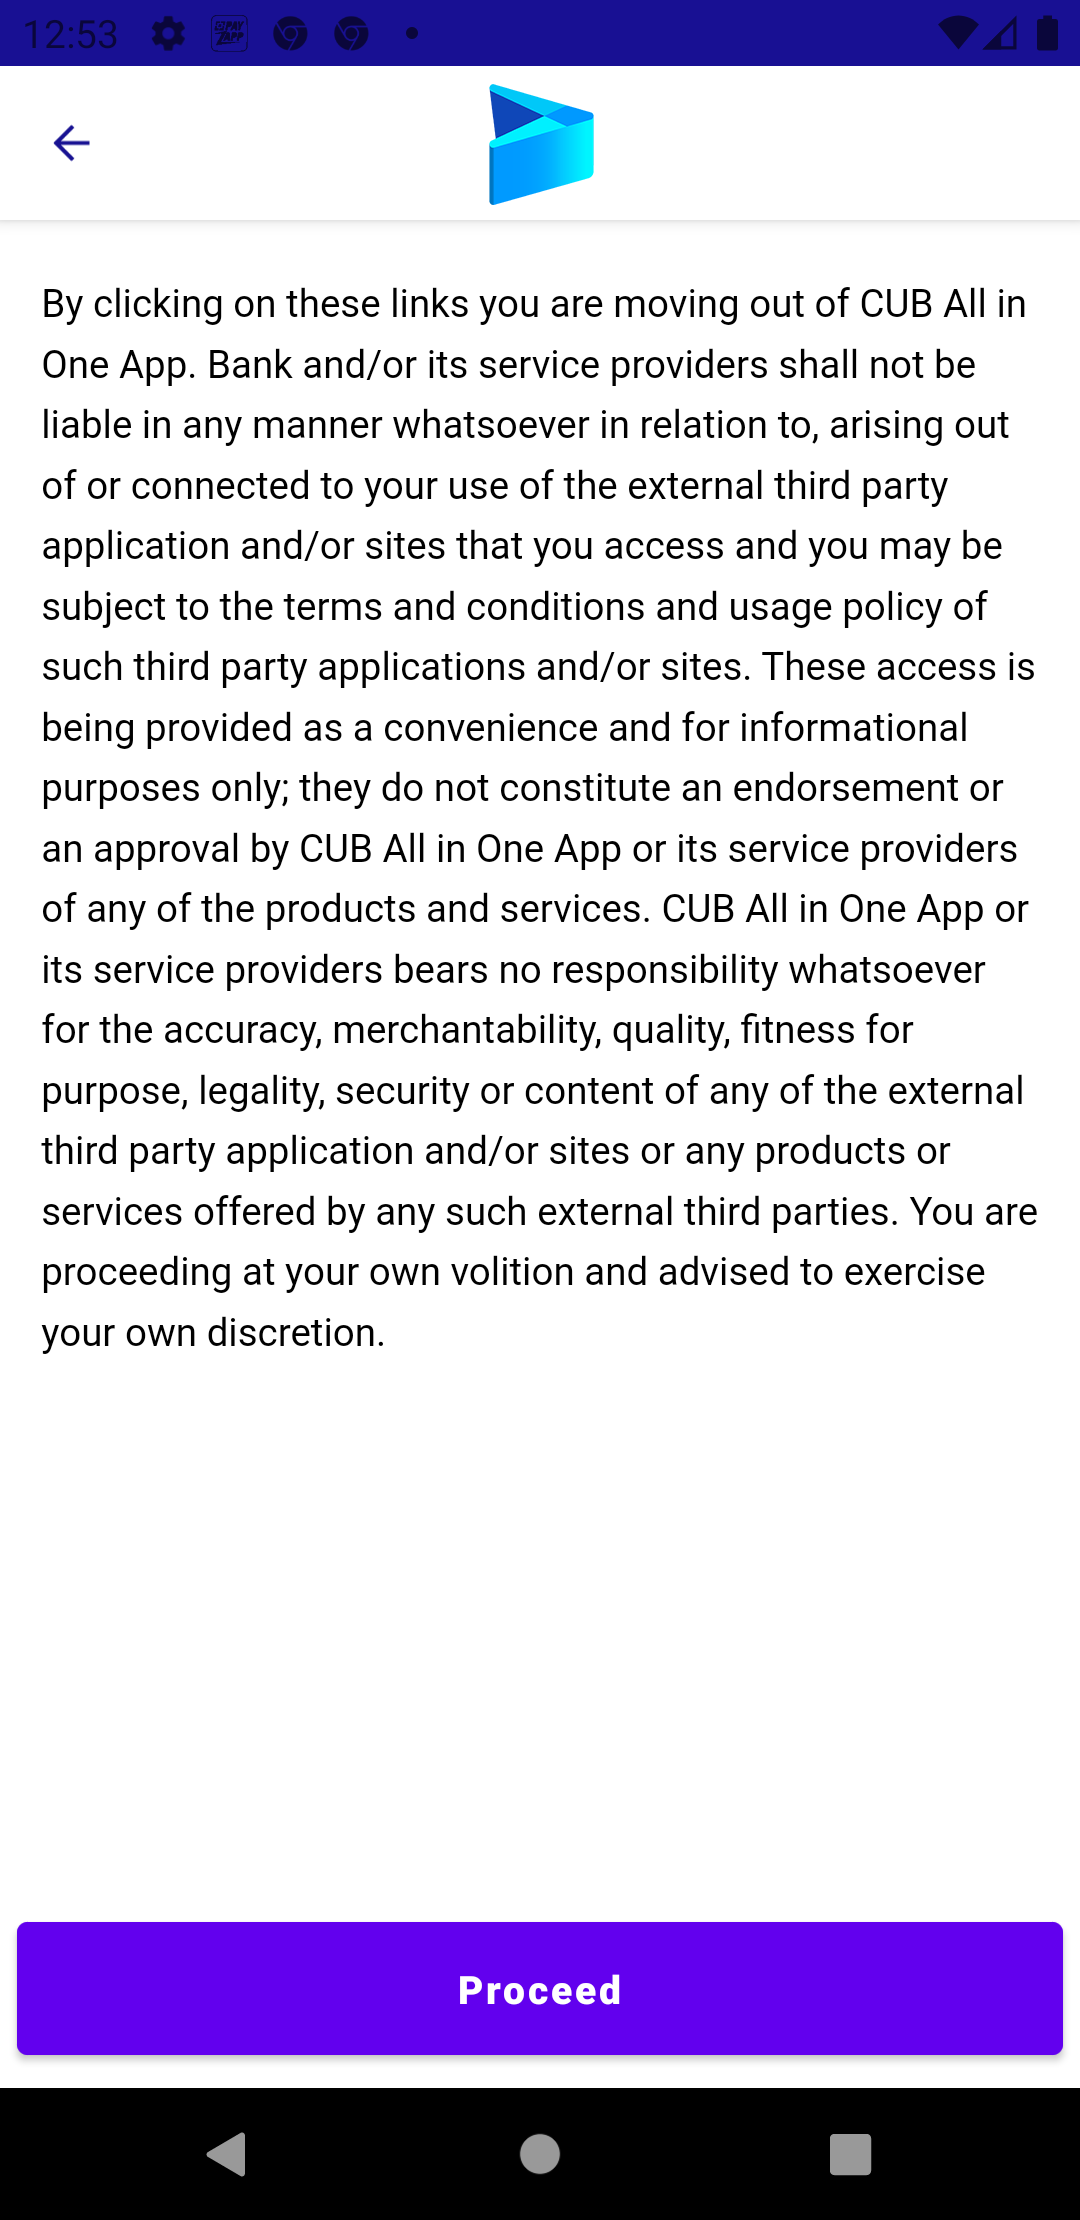 12:53
PAY
ZAPP
By clicking on these links you are moving out of CUB All in
One App. Bank and/or its service providers shall not be
liable in any manner whatsoever in relation to, arising out
of or connected to your use of the external third party
application and/or sites that you access and you may be
subject to the terms and conditions and usage policy of
such third party applications and/or sites. These access is
being provided as a convenience and for informational
purposes only; they do not constitute an endorsement or
an approval by CUB All in One App or its service providers
of any of the products and services. CUB All in One App or
its service providers bears no responsibility whatsoever
for the accuracy, merchantability, quality, fitness for
purpose, legality, security or content of any of the external
third party application and/or sites or any products or
services offered by any such external third parties. You are
proceeding at your own volition and advised to exercise
your own discretion.
Proceed